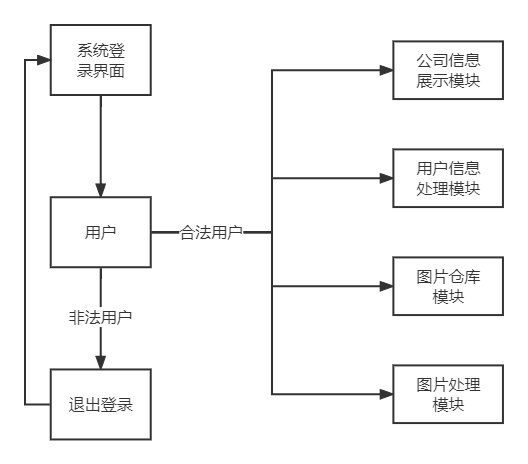 系统登
录界面
公司信息
展示模块
用户信息
处理模块
用户
合法用户
图片仓库
模块
非法用户
退出登录
图片处理
模块